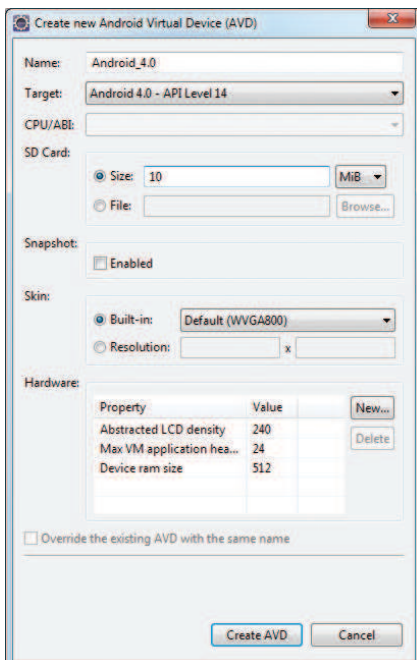 Create new Android Virtual Device (AVD)
Name: Android_4.0
Target: Android 4.0 - API Level 14
CPU/ABI:
SD Card:
Size: 10 MiB
File: Browse...
Snapshot:
Enabled
Skin:
Built-in: Default (WVGA800)
Resolution: x
Hardware:
Property Value New...
Abstracted LCD density 240 Delete
Max VM application hea... 24
Device ram size 512
Override the existing AVD with the same name
Create AVD Cancel